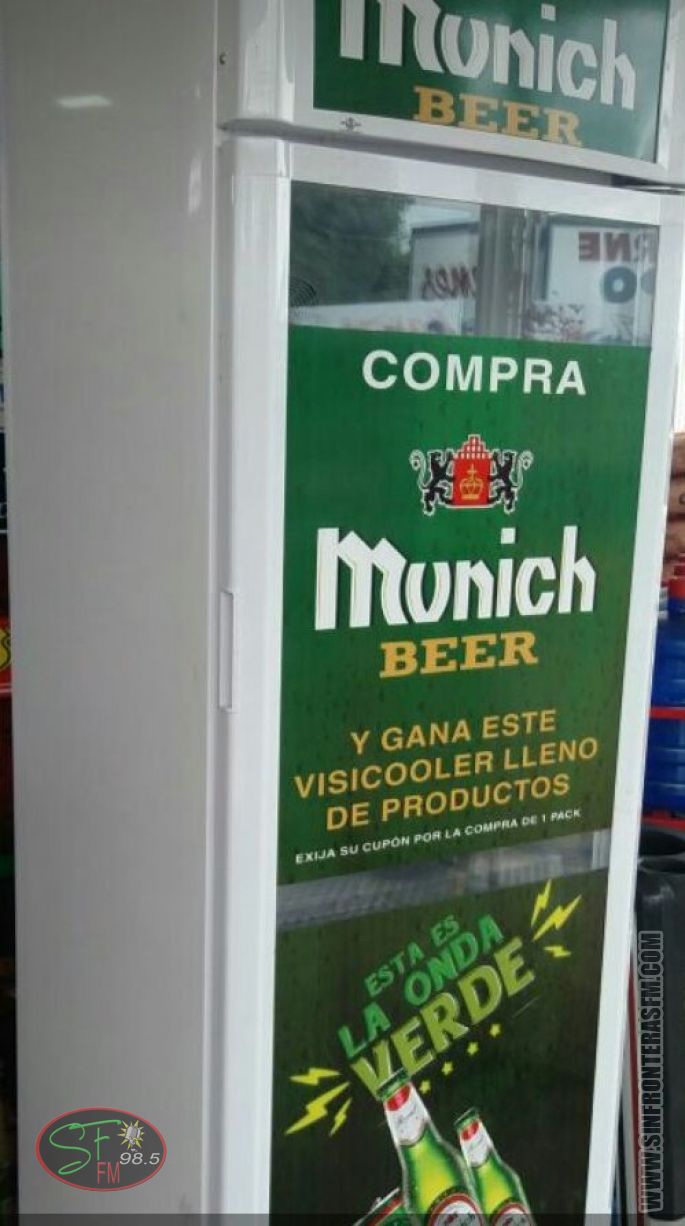 Munich
BEER
COMPRA
Munich
BEER
Y GANA ESTE
VISICOOLER LLENO
DE PRODUCTOS
EXIJA SU CUPÓN POR LA COMPRA DE 1 PACK
ESTA ES
LA ONDA
VERDE
SF
FM 98.5
WWW.SINFRONTERASFM.COM